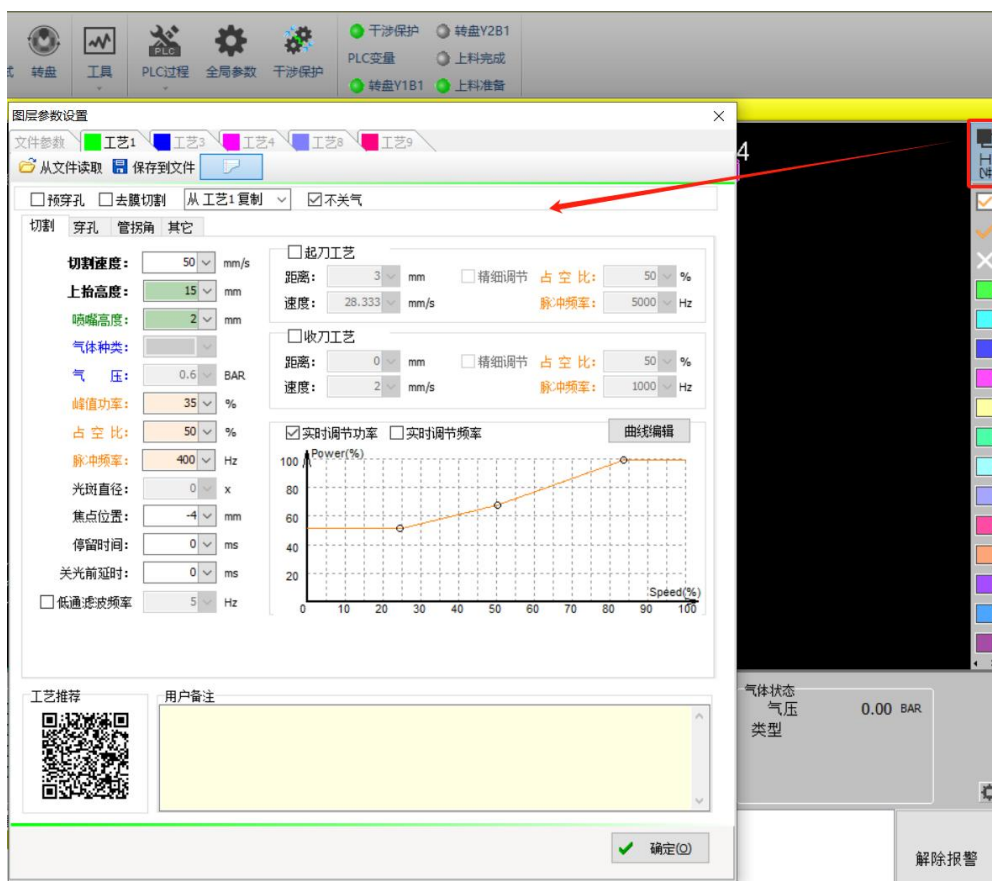 干涉保护 转盘Y2B1
PLC变量 上料完成
转盘Y1B1 上料准备
转盘 工具 PLC过程 全局参数 干涉保护
PLC
图层参数设置
文件参数 工艺1 工艺3 工艺4 工艺8 工艺9
从文件读取 保存到文件
4
预穿孔 去膜切割 从 工艺1 复制 不关气
切割 穿孔 管拐角 其它
切割速度: 50 mm/s
上抬高度: 15 mm
喷嘴高度: 2 mm
气体种类:
气 压: 0.6 BAR
峰值功率: 35 %
占 空 比: 50 %
脉冲频率: 400 Hz
光斑直径: 0 x
焦点位置: -4 mm
停留时间: 0 ms
关光前延时: 0 ms
低通滤波频率 5 Hz
起刀工艺
距离: 3 mm 精细调节 占 空 比: 50 %
速度: 28.333 mm/s 脉冲频率: 5000 Hz
收刀工艺
距离: 0 mm 精细调节 占 空 比: 50 %
速度: 2 mm/s 脉冲频率: 1000 Hz
实时调节功率 实时调节频率 曲线编辑
Power(%)
100
80
60
40
20
Speed(%)
0 10 20 30 40 50 60 70 80 90 100
工艺推荐 用户备注
气体状态
气压 0.00 BAR
类型
确定(O)
解除报警